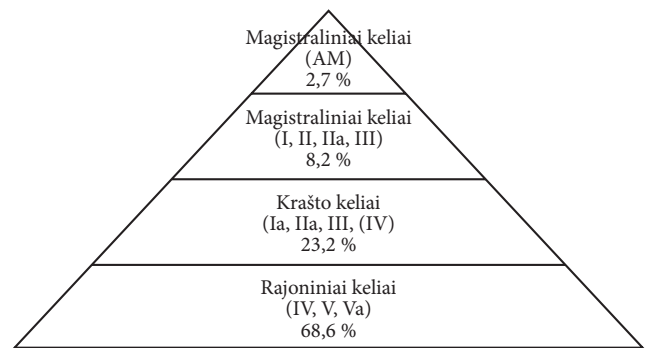 Magistraliniai keliai
(AM)
2,7 %
Magistraliniai keliai
(I, II, IIa, III)
8,2 %
Krašto keliai
(Ia, IIa, III, (IV)
23,2 %
Rajoniniai keliai
(IV, V, Va)
68,6 %